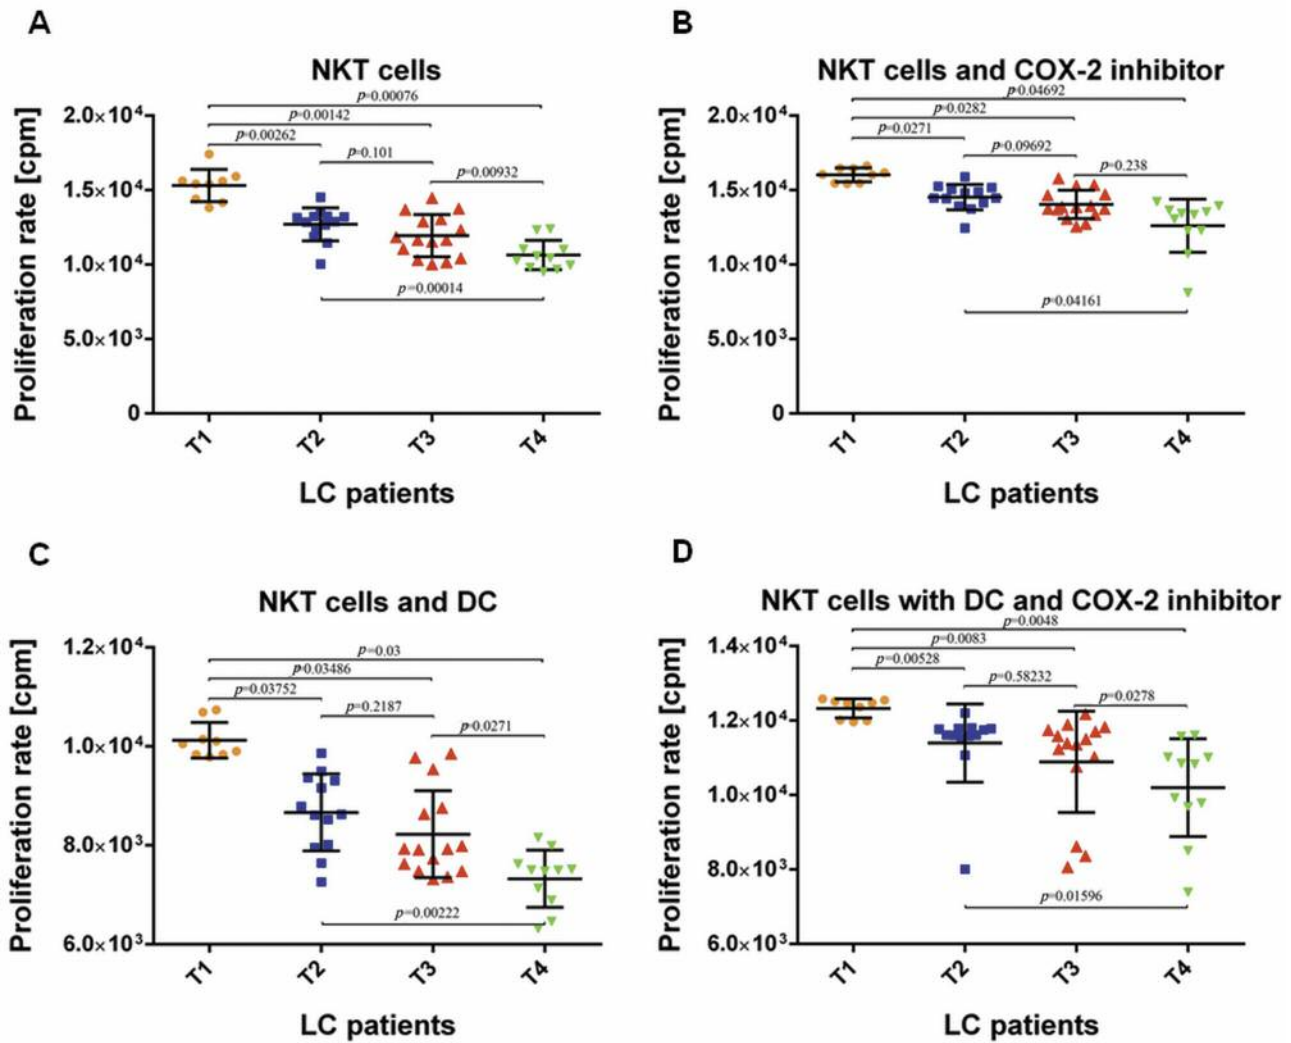 A
NKT cells
Proliferation rate [cpm]
2.0×10⁴
1.5×10⁴
1.0×10⁴
5.0×10³
0
p=0.00076
p=0.00142
p=0.00262
p=0.101
p=0.00932
p=0.00014
T1
T2
T3
T4
LC patients
B
NKT cells and COX-2 inhibitor
Proliferation rate [cpm]
2.0×10⁴
1.5×10⁴
1.0×10⁴
5.0×10³
0
p=0.04692
p=0.0282
p=0.0271
p=0.09692
p=0.238
p=0.04161
T1
T2
T3
T4
LC patients
C
NKT cells and DC
Proliferation rate [cpm]
1.2×10⁴
1.0×10⁴
8.0×10³
6.0×10³
p=0.03
p=0.03486
p=0.03752
p=0.2187
p=0.0271
p=0.00222
T1
T2
T3
T4
LC patients
D
NKT cells with DC and COX-2 inhibitor
Proliferation rate [cpm]
1.4×10⁴
1.2×10⁴
1.0×10⁴
8.0×10³
6.0×10³
p=0.0048
p=0.0083
p=0.00528
p=0.58232
p=0.0278
p=0.01596
T1
T2
T3
T4
LC patients